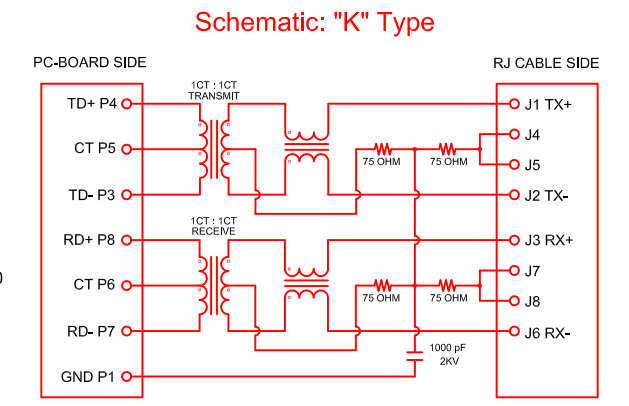 Schematic: "K" Type
PC-BOARD SIDE
RJ CABLE SIDE
1CT : 1CT
TRANSMIT
TD+ P4
J1 TX+
J4
CT P5
75 OHM
75 OHM
J5
TD- P3
J2 TX-
1CT : 1CT
RECEIVE
RD+ P8
J3 RX+
J7
0
CT P6
75 OHM
75 OHM
J8
RD- P7
J6 RX-
1000 pF
2KV
GND P1